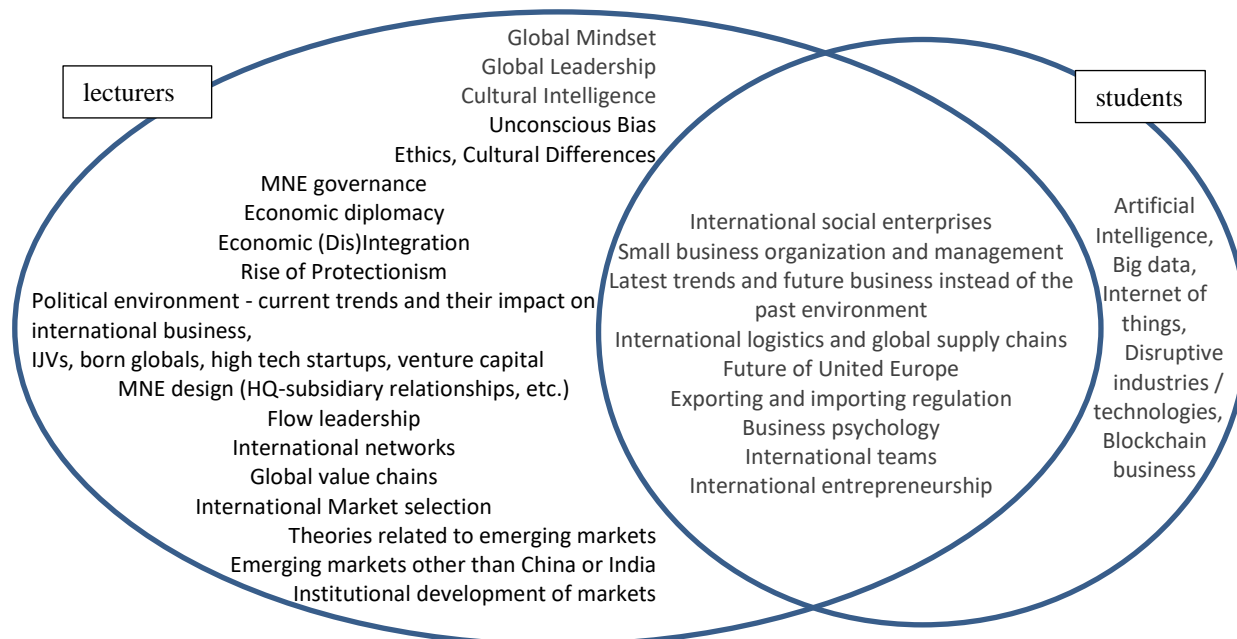 Global Mindset
Global Leadership
lecturers
Cultural Intelligence
students
Unconscious Bias
Ethics, Cultural Differences
MNE governance
Economic diplomacy
Economic (Dis)Integration
Rise of Protectionism
Political environment - current trends and their impact on
international business,
IJVs, born globals, high tech startups, venture capital
MNE design (HQ-subsidiary relationships, etc.)
Flow leadership
International networks
Global value chains
International Market selection
Theories related to emerging markets
Emerging markets other than China or India
Institutional development of markets
International social enterprises
Small business organization and management
Latest trends and future business instead of the
past environment
International logistics and global supply chains
Future of United Europe
Exporting and importing regulation
Business psychology
International teams
International entrepreneurship
Artificial
Intelligence,
Big data,
Internet of
things,
Disruptive
industries /
technologies,
Blockchain
business